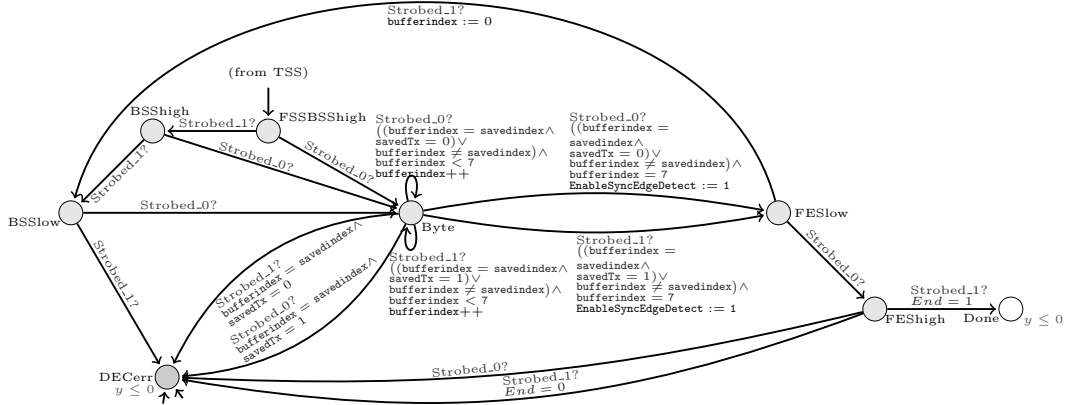 Strobed_1?
bufferindex := 0
(from TSS)
BSShigh
FSSBSShigh
Strobed_1?
Strobed_1?
Strobed_0?
Strobed_0?
Strobed_0?
((bufferindex = savedindex∧
savedTx = 0)∨
bufferindex ≠ savedindex)∧
bufferindex < 7
bufferindex++
Strobed_0?
((bufferindex =
savedindex∧
savedTx = 0)∨
bufferindex ≠ savedindex)∧
bufferindex = 7
EnableSyncEdgeDetect := 1
Strobed_0?
BSSlow
Byte
FESlow
Strobed_1?
Strobed_1?
bufferindex = savedindex∧
savedTx = 0
Strobed_0?
bufferindex = savedindex∧
savedTx = 1
Strobed_1?
((bufferindex = savedindex∧
savedTx = 1)∨
bufferindex ≠ savedindex)∧
bufferindex < 7
bufferindex++
Strobed_1?
((bufferindex =
savedindex∧
savedTx = 1)∨
bufferindex ≠ savedindex)∧
bufferindex = 7
EnableSyncEdgeDetect := 1
Strobed_0?
Strobed_1?
End = 1
FEShigh
Done
y ≤ 0
DECerr
y ≤ 0
Strobed_0?
Strobed_1?
End = 0